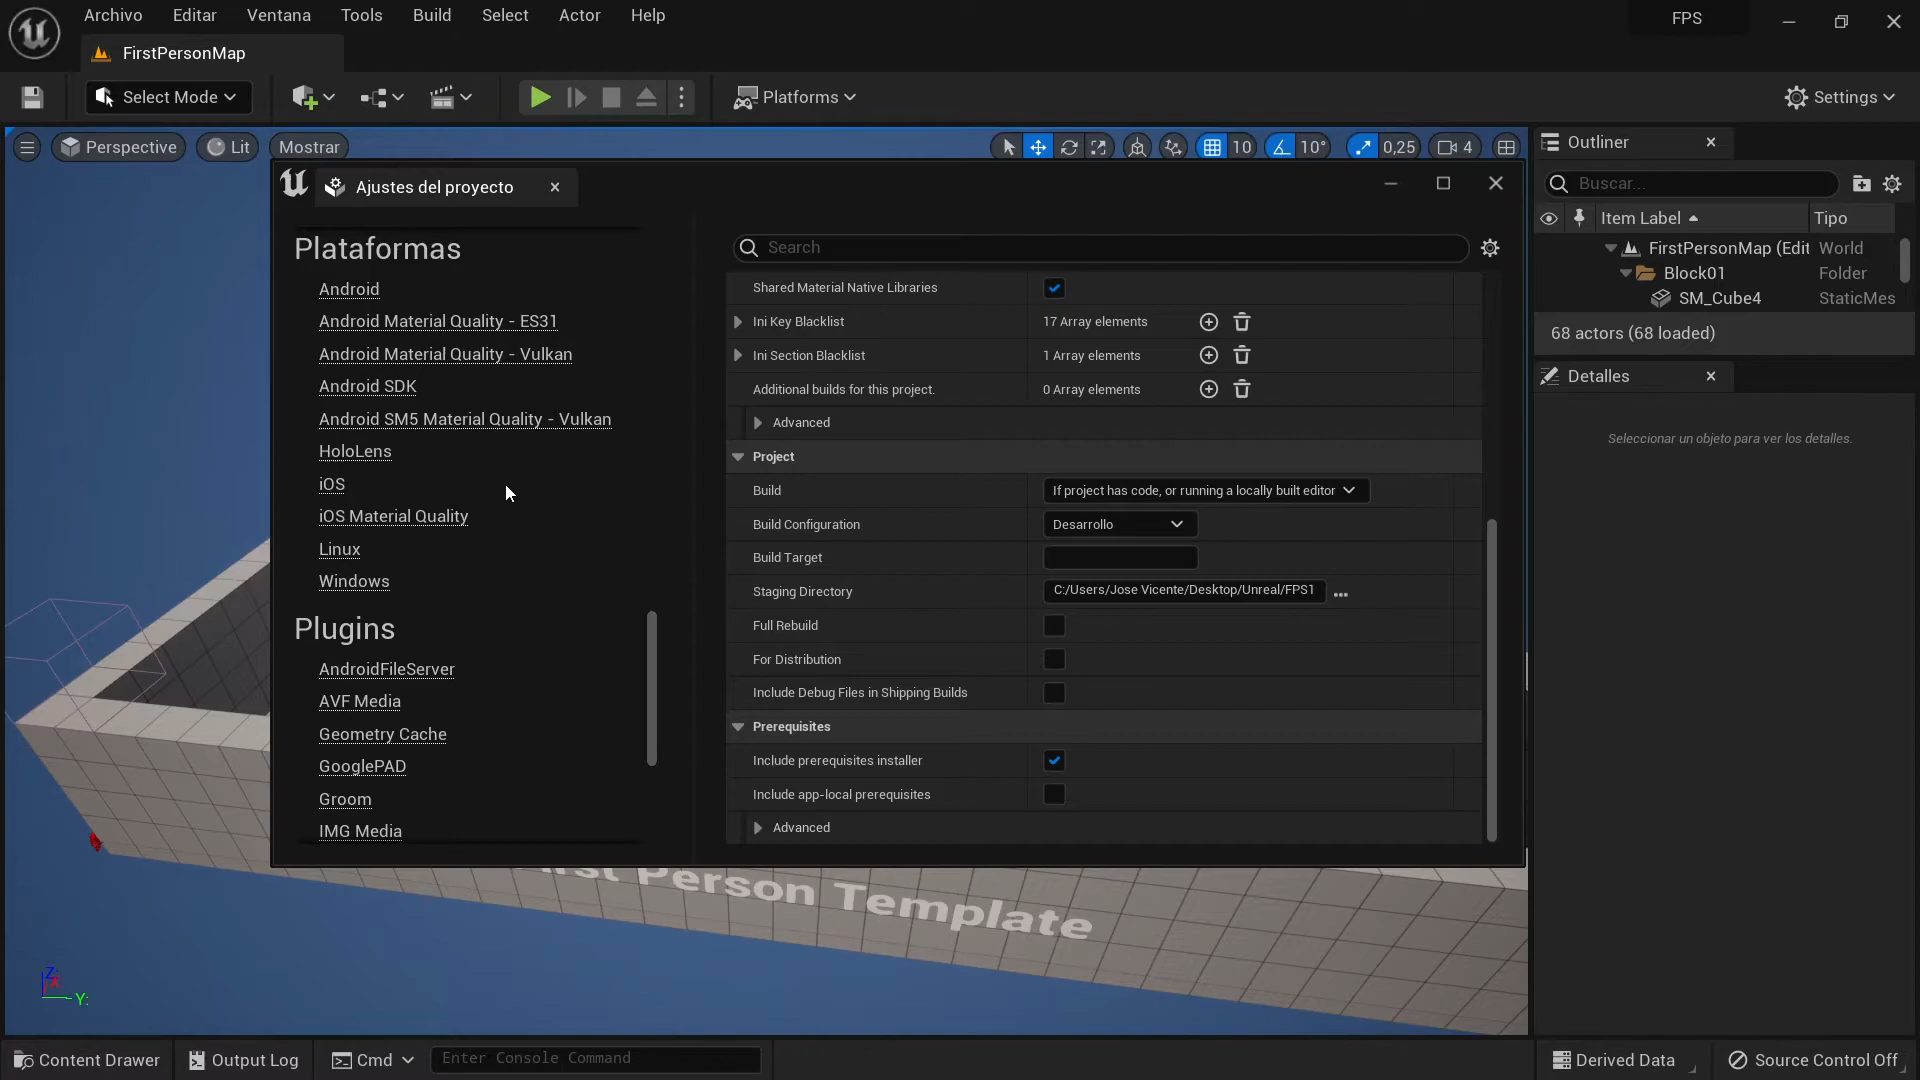 Archivo Editar Ventana Tools Build Select Actor Help FPS
FirstPersonMap
Select Mode Platforms Settings
Perspective Lit Mostrar 10 10° 0,25 4
Outliner
Buscar...
Item Label Tipo
FirstPersonMap (Edit World
Block01 Folder
SM_Cube4 StaticMes
68 actors (68 loaded)
Detalles
Seleccionar un objeto para ver los detalles.
Ajustes del proyecto
Plataformas
Android
Android Material Quality - ES31
Android Material Quality - Vulkan
Android SDK
Android SM5 Material Quality - Vulkan
HoloLens
iOS
iOS Material Quality
Linux
Windows
Plugins
AndroidFileServer
AVF Media
Geometry Cache
GooglePAD
Groom
IMG Media
Search
Shared Material Native Libraries
Ini Key Blacklist 17 Array elements
Ini Section Blacklist 1 Array elements
Additional builds for this project. 0 Array elements
Advanced
Project
Build If project has code, or running a locally built editor
Build Configuration Desarrollo
Build Target
Staging Directory C:/Users/Jose Vicente/Desktop/Unreal/FPS1 ...
Full Rebuild
For Distribution
Include Debug Files in Shipping Builds
Prerequisites
Include prerequisites installer
Include app-local prerequisites
Advanced
First Person Template
Z:
X:
Y:
Content Drawer Output Log Cmd Enter Console Command Derived Data Source Control Off